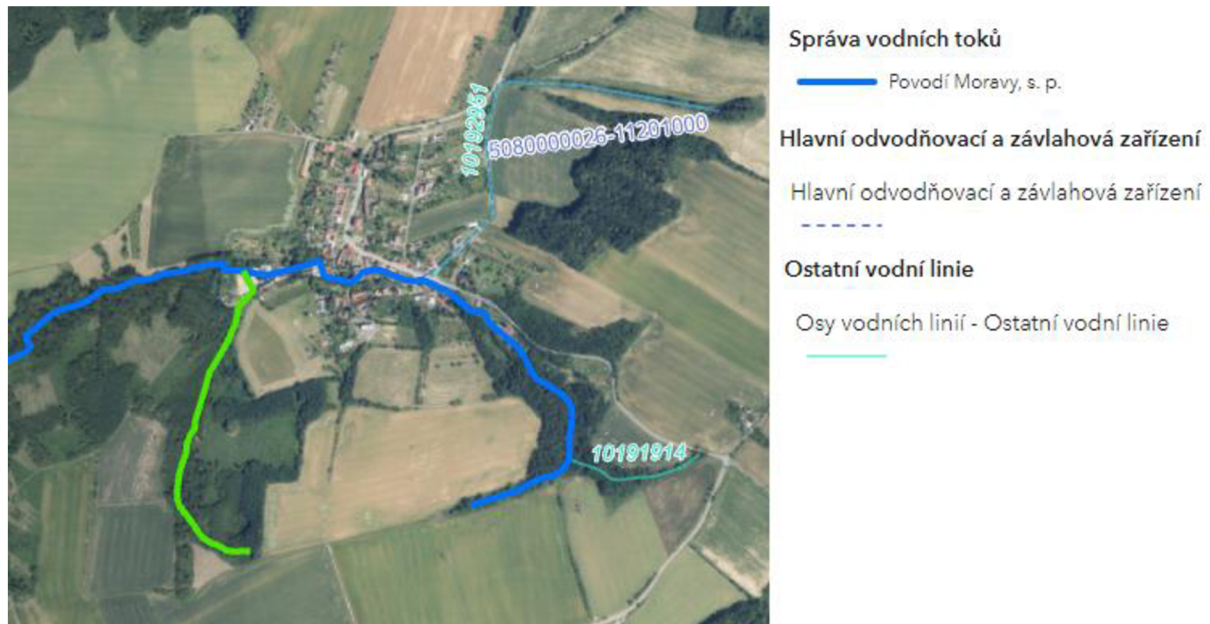 Správa vodních toků
Povodí Moravy, s. p.
Hlavní odvodňovací a závlahová zařízení
Hlavní odvodňovací a závlahová zařízení
Ostatní vodní linie
Osy vodních linií - Ostatní vodní linie
10192951
5080000026-11201000
10191914